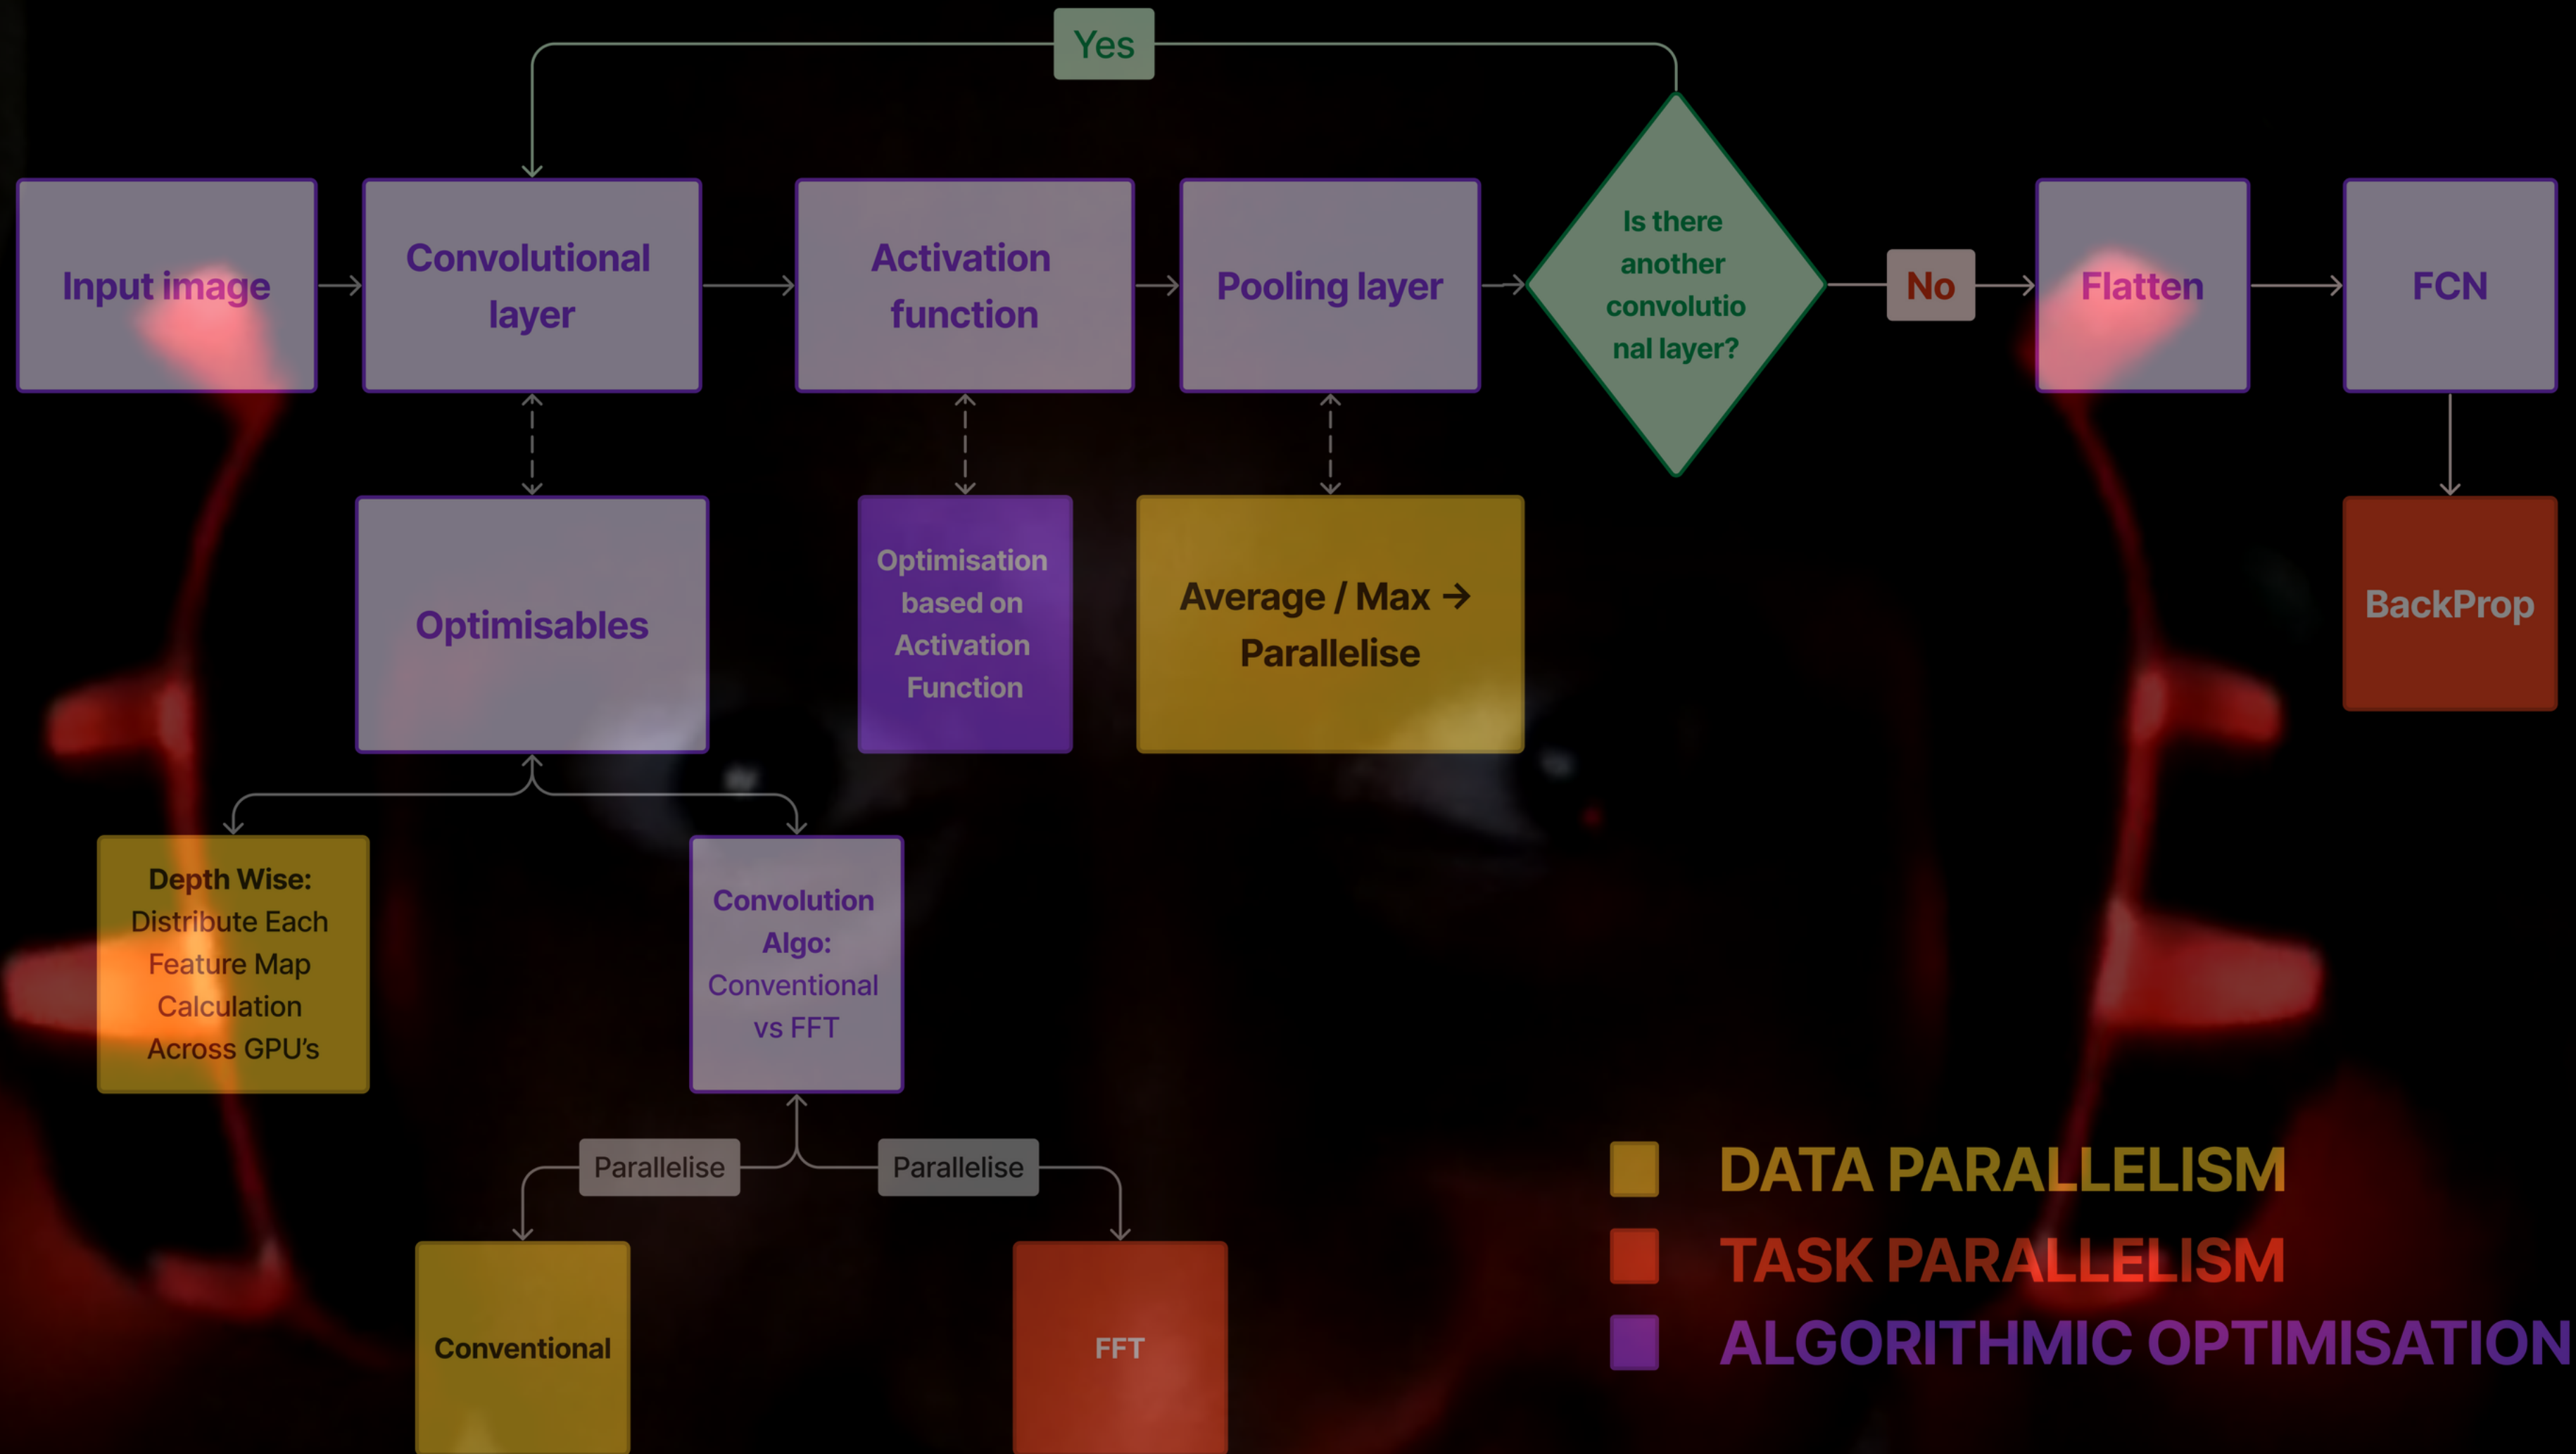 Yes
Input image
Convolutional
layer
Activation
function
Pooling layer
Is there
another
convolutio
nal layer?
No
Flatten
FCN
Optimisables
Optimisation
based on
Activation
Function
Average / Max →
Parallelise
BackProp
Depth Wise:
Distribute Each
Feature Map
Calculation
Across GPU's
Convolution
Algo:
Conventional
vs FFT
Parallelise
Parallelise
Conventional
FFT
DATA PARALLELISM
TASK PARALLELISM
ALGORITHMIC OPTIMISATION